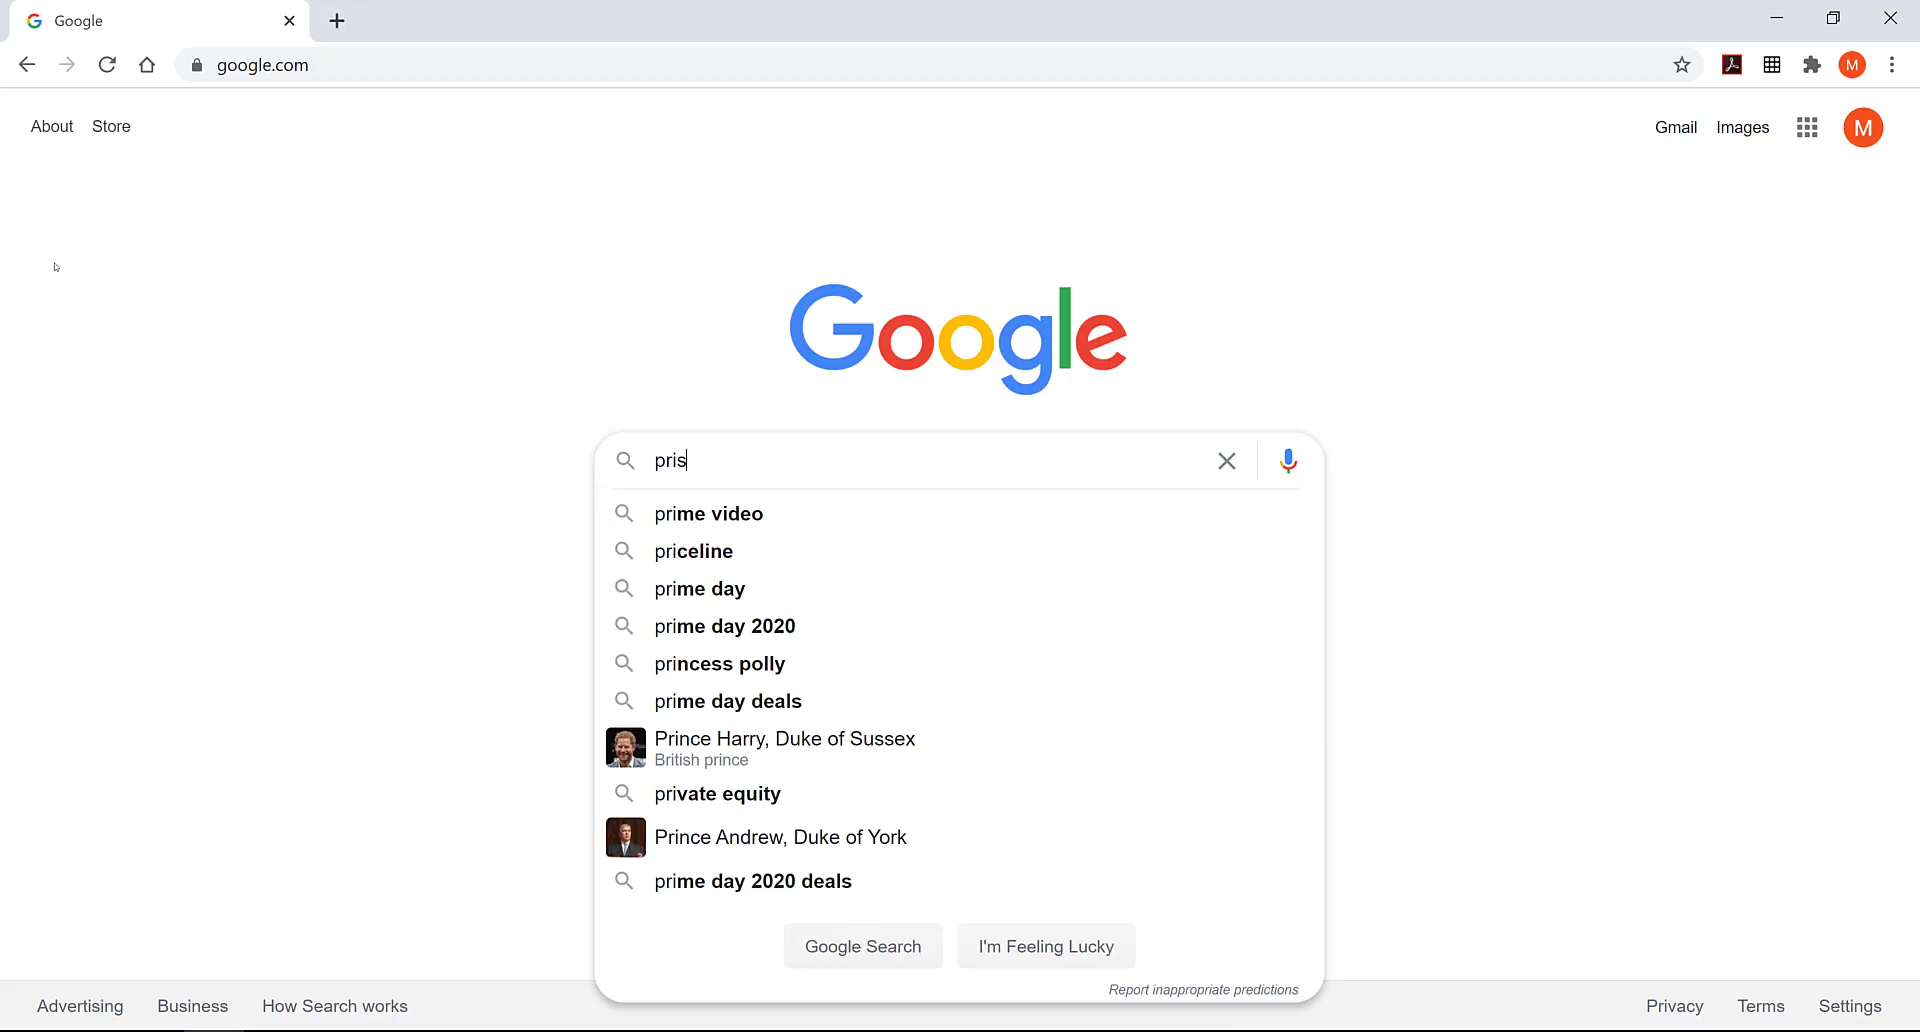 Google
google.com
M
About Store
Gmail Images
M
Google
pris
prime video
priceline
prime day
prime day 2020
princess polly
prime day deals
Prince Harry, Duke of Sussex
British prince
private equity
Prince Andrew, Duke of York
prime day 2020 deals
Google Search I'm Feeling Lucky
Report inappropriate predictions
Advertising Business How Search works
Privacy Terms Settings